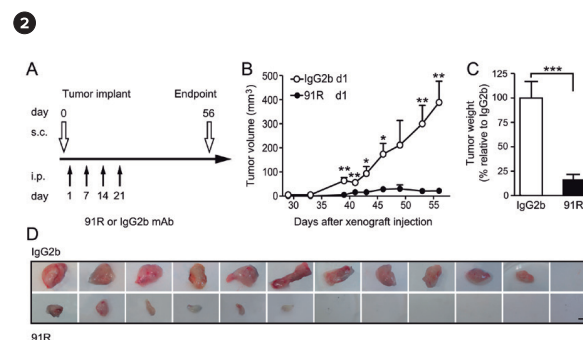 2
A
Tumor implant Endpoint
day 0 56
s.c.
i.p.
day 1 7 14 21
91R or IgG2b mAb
B
Tumor volume (mm3)
500
400
300
200
100
0
IgG2b d1
91R d1
** ** * * ** **
29 35 40 45 50 55
Days after xenograft injection
C
Tumor weight
(% relative to IgG2b)
125
100
75
50
25
0
***
IgG2b 91R
D
IgG2b
91R